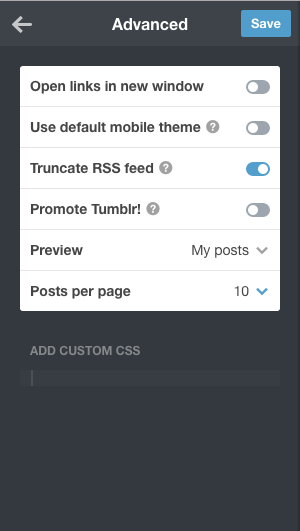 Advanced
Save
Open links in new window
Use default mobile theme ?
Truncate RSS feed ?
Promote Tumblr! ?
Preview My posts
Posts per page 10
ADD CUSTOM CSS